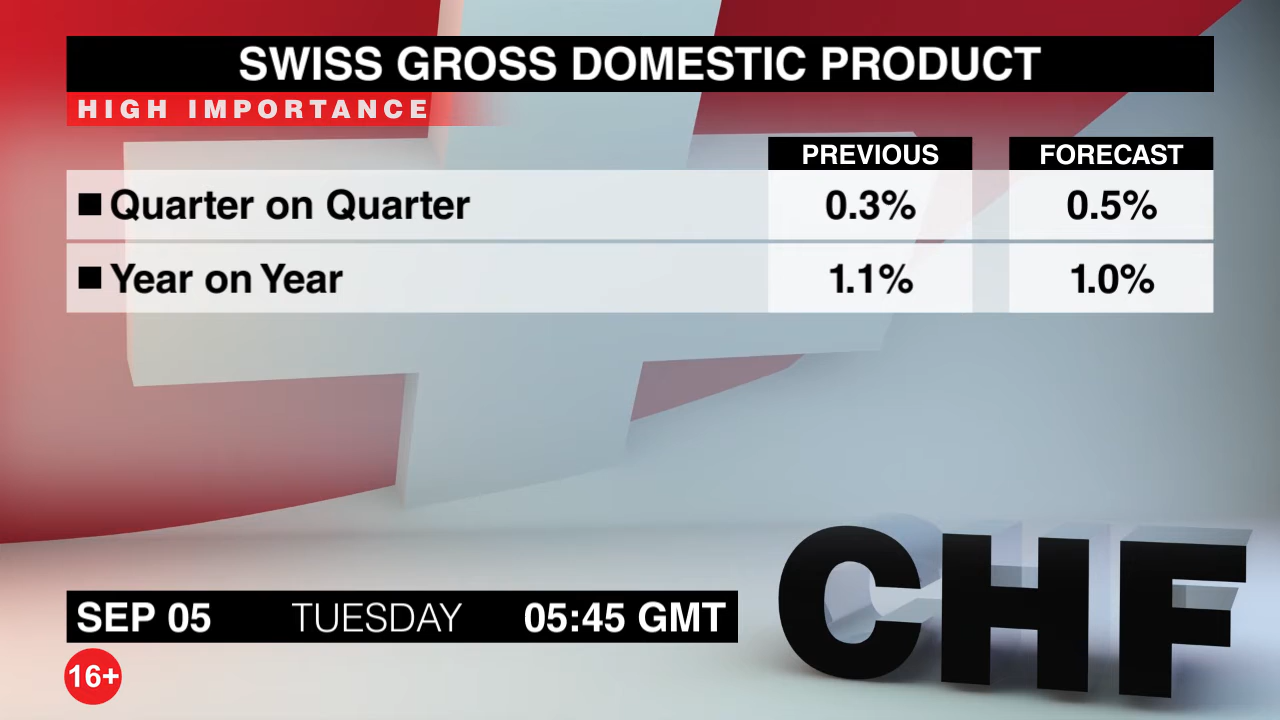 SWISS GROSS DOMESTIC PRODUCT
HIGH IMPORTANCE
PREVIOUS FORECAST
Quarter on Quarter 0.3% 0.5%
Year on Year 1.1% 1.0%
CHF
SEP 05 TUESDAY 05:45 GMT
16+